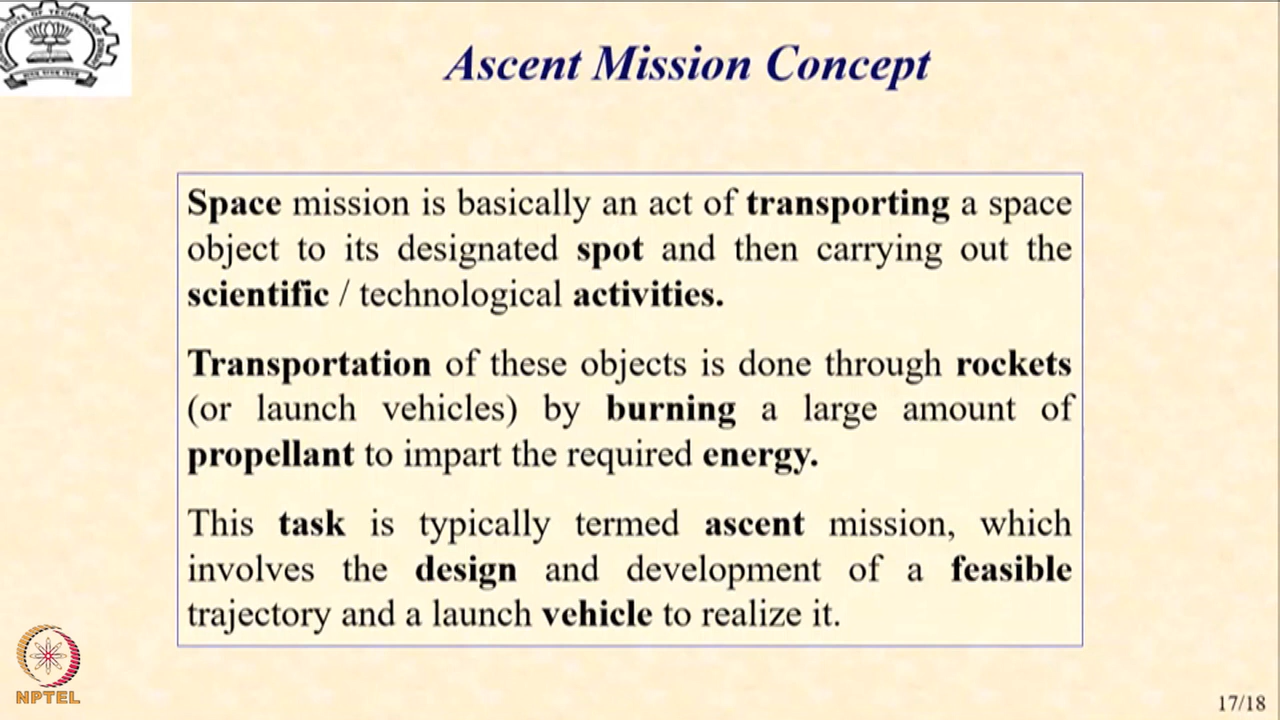 Ascent Mission Concept
Space mission is basically an act of transporting a space
object to its designated spot and then carrying out the
scientific / technological activities.
Transportation of these objects is done through rockets
(or launch vehicles) by burning a large amount of
propellant to impart the required energy.
This task is typically termed ascent mission, which
involves the design and development of a feasible
trajectory and a launch vehicle to realize it.
NPTEL
17/18